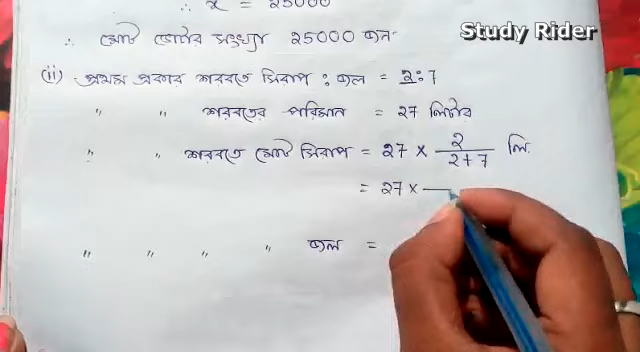 ∴ x = 25000
Study Rider
∴ মোট ভোটার সংখ্যা 25000 জন
(ii) প্রথম প্রকার শরবতে সিরাপ : জল = 2:7
" " শরবতের পরিমান = 27 লিটার
" " শরবতে মোট সিরাপ = 27 × 2/2+7 লি.
= 27 ×
" " " " জল =